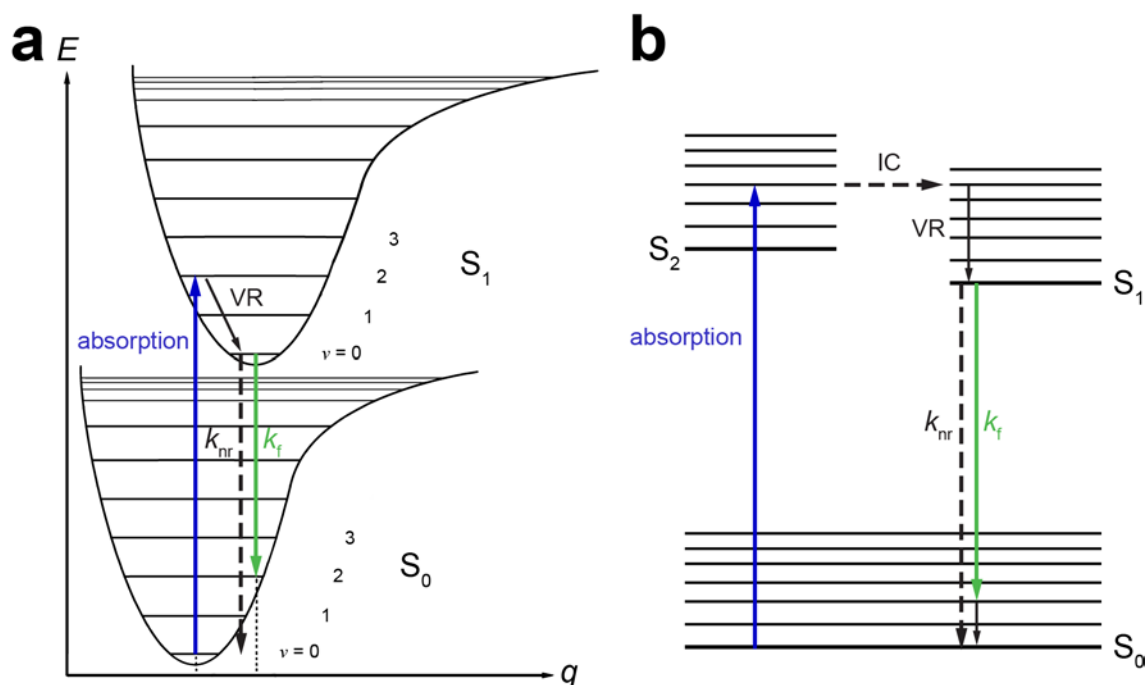 a
E
3
S1
2
VR
1
absorption
v = 0
knr
kf
3
S0
2
1
v = 0
q
b
IC
S2
VR
S1
absorption
knr
kf
S0